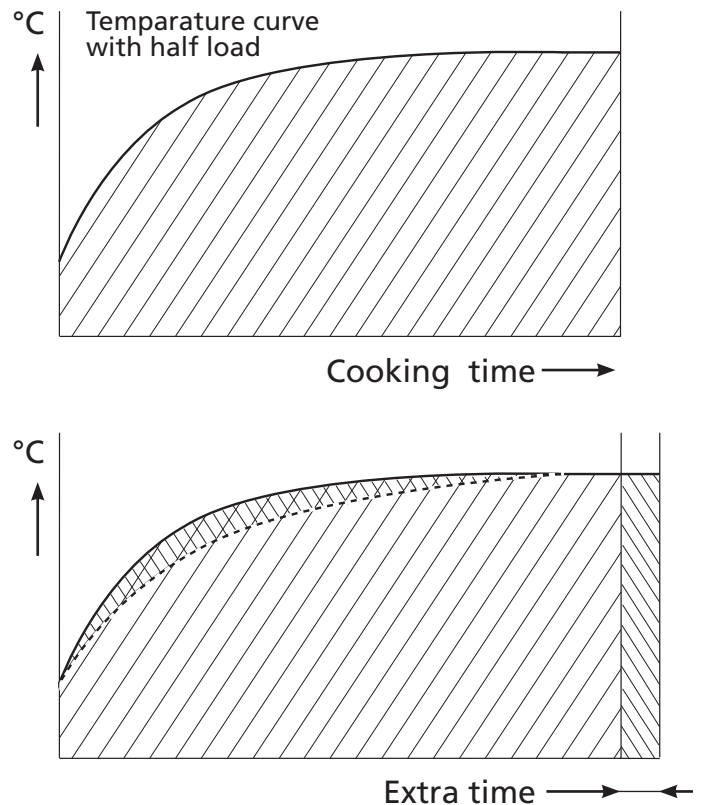 °C
Temparature curve
with half load
Cooking time
°C
Extra time